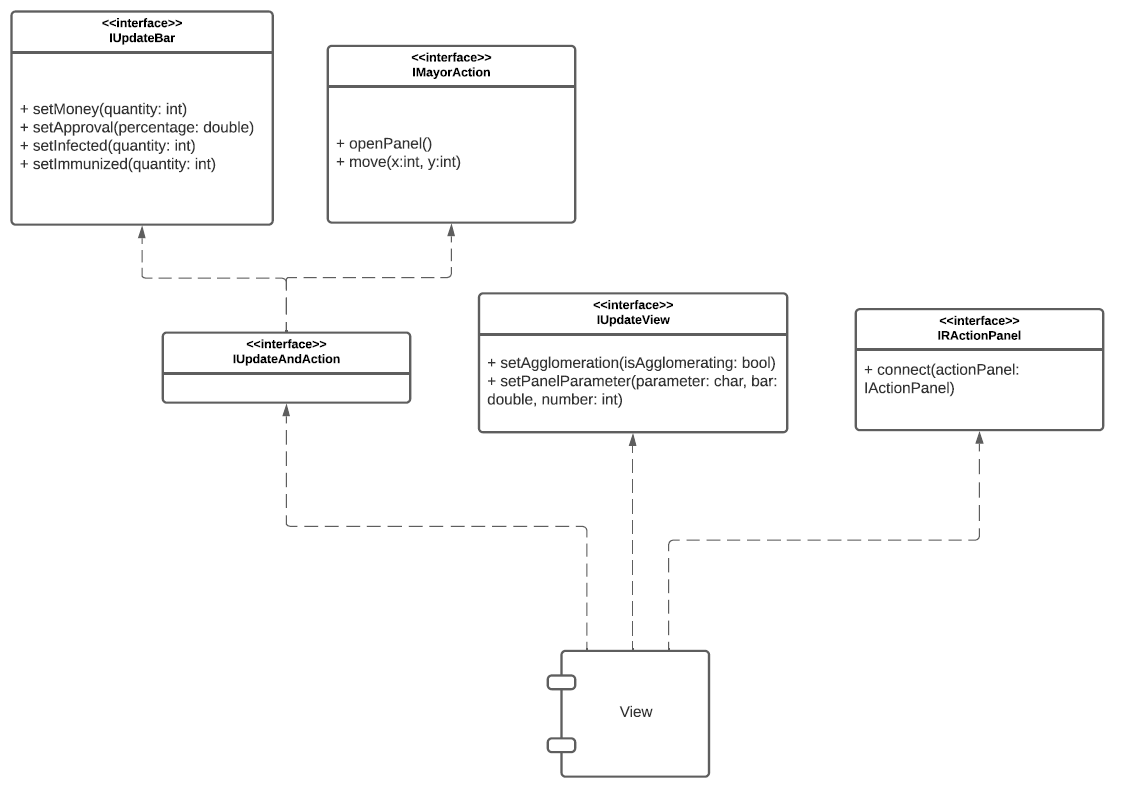 <<interface>>
IUpdateBar
+ setMoney(quantity: int)
+ setApproval(percentage: double)
+ setInfected(quantity: int)
+ setImmunized(quantity: int)
<<interface>>
IMayorAction
+ openPanel()
+ move(x:int, y:int)
<<interface>>
IUpdateAndAction
<<interface>>
IUpdateView
+ setAgglomeration(isAgglomerating: bool)
+ setPanelParameter(parameter: char, bar:
double, number: int)
<<interface>>
IRActionPanel
+ connect(actionPanel:
IActionPanel)
View